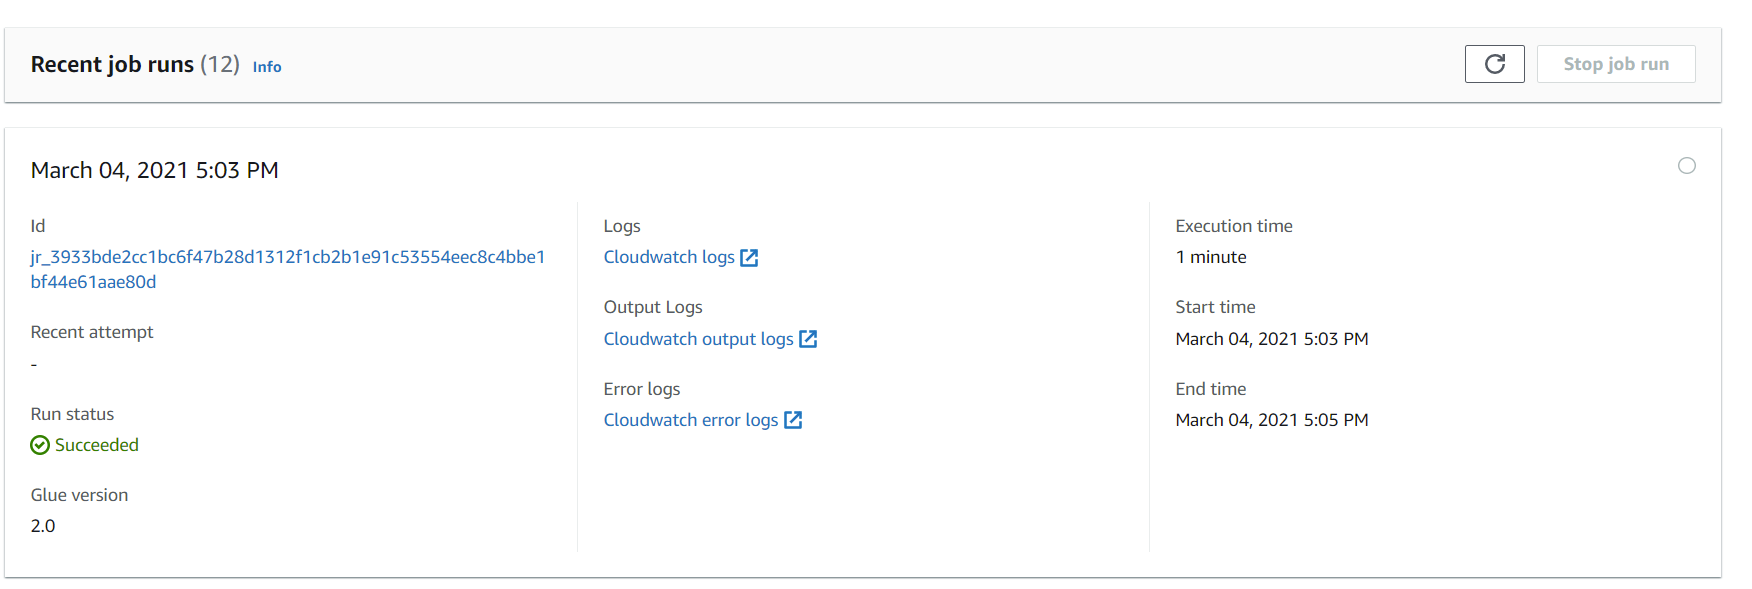 Recent job runs (12) Info
Stop job run
March 04, 2021 5:03 PM
Id
jr_3933bde2cc1bc6f47b28d1312f1cb2b1e91c53554eec8c4bbe1
bf44e61aae80d
Recent attempt
-
Run status
Succeeded
Glue version
2.0
Logs
Cloudwatch logs
Output Logs
Cloudwatch output logs
Error logs
Cloudwatch error logs
Execution time
1 minute
Start time
March 04, 2021 5:03 PM
End time
March 04, 2021 5:05 PM